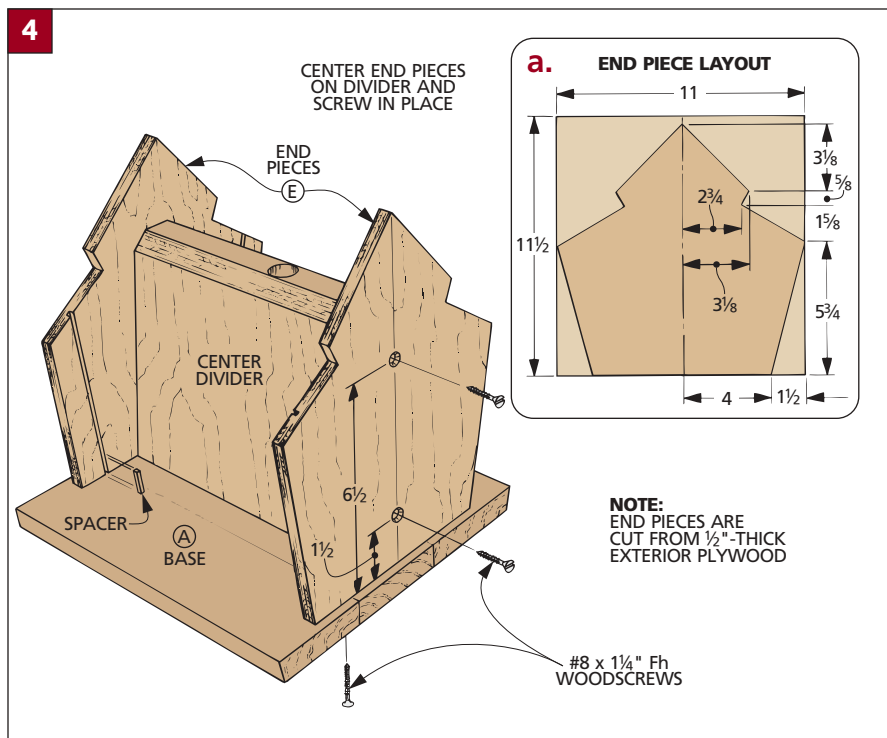 4
CENTER END PIECES
ON DIVIDER AND
SCREW IN PLACE
END
PIECES
E
CENTER
DIVIDER
6½
1½
SPACER
A
BASE
#8 x 1¼" Fh
WOODSCREWS
NOTE:
END PIECES ARE
CUT FROM ½"-THICK
EXTERIOR PLYWOOD
a.
END PIECE LAYOUT
11
11½
3⅛
⅝
1⅝
5¾
2¾
3⅛
4
1½